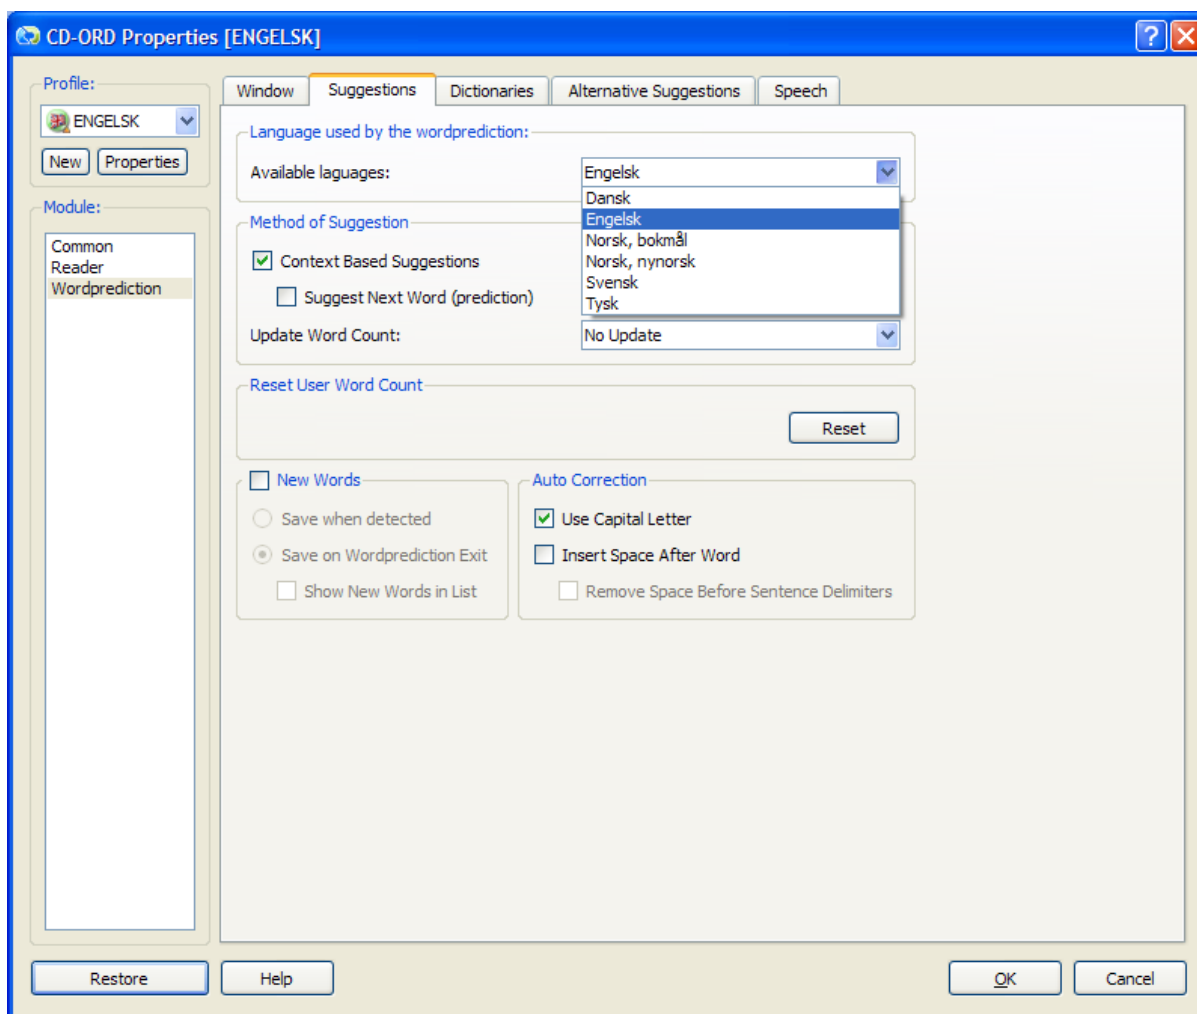 CD-ORD Properties [ENGELSK]
Profile:
ENGELSK
New Properties
Module:
Common
Reader
Wordprediction
Window Suggestions Dictionaries Alternative Suggestions Speech
Language used by the wordprediction:
Available laguages: Engelsk
Dansk
Engelsk
Norsk, bokmål
Norsk, nynorsk
Svensk
Tysk
Method of Suggestion
Context Based Suggestions
Suggest Next Word (prediction)
Update Word Count: No Update
Reset User Word Count
Reset
New Words
Save when detected
Save on Wordprediction Exit
Show New Words in List
Auto Correction
Use Capital Letter
Insert Space After Word
Remove Space Before Sentence Delimiters
Restore Help OK Cancel